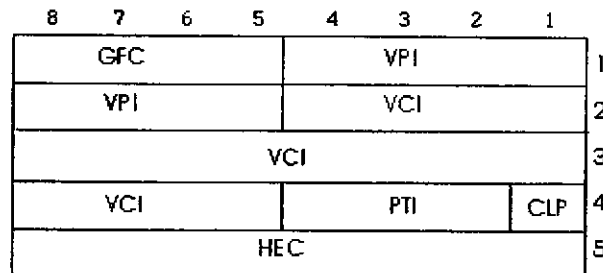 8 7 6 5 4 3 2 1
GFC VPI 1
VPI VCI 2
VCI 3
VCI PTI CLP 4
HEC 5